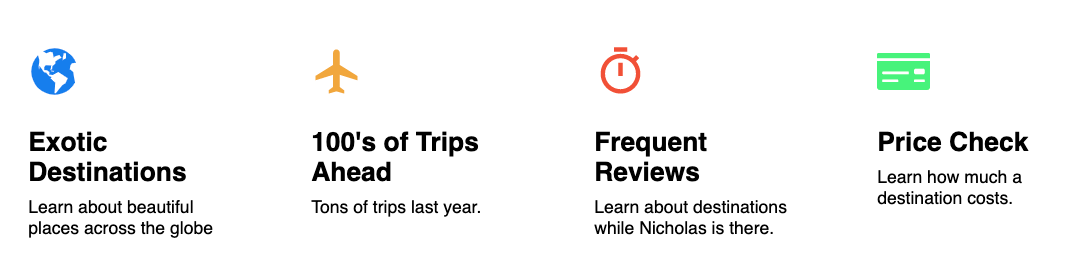 Exotic
Destinations
Learn about beautiful
places across the globe
100's of Trips
Ahead
Tons of trips last year.
Frequent
Reviews
Learn about destinations
while Nicholas is there.
Price Check
Learn how much a
destination costs.